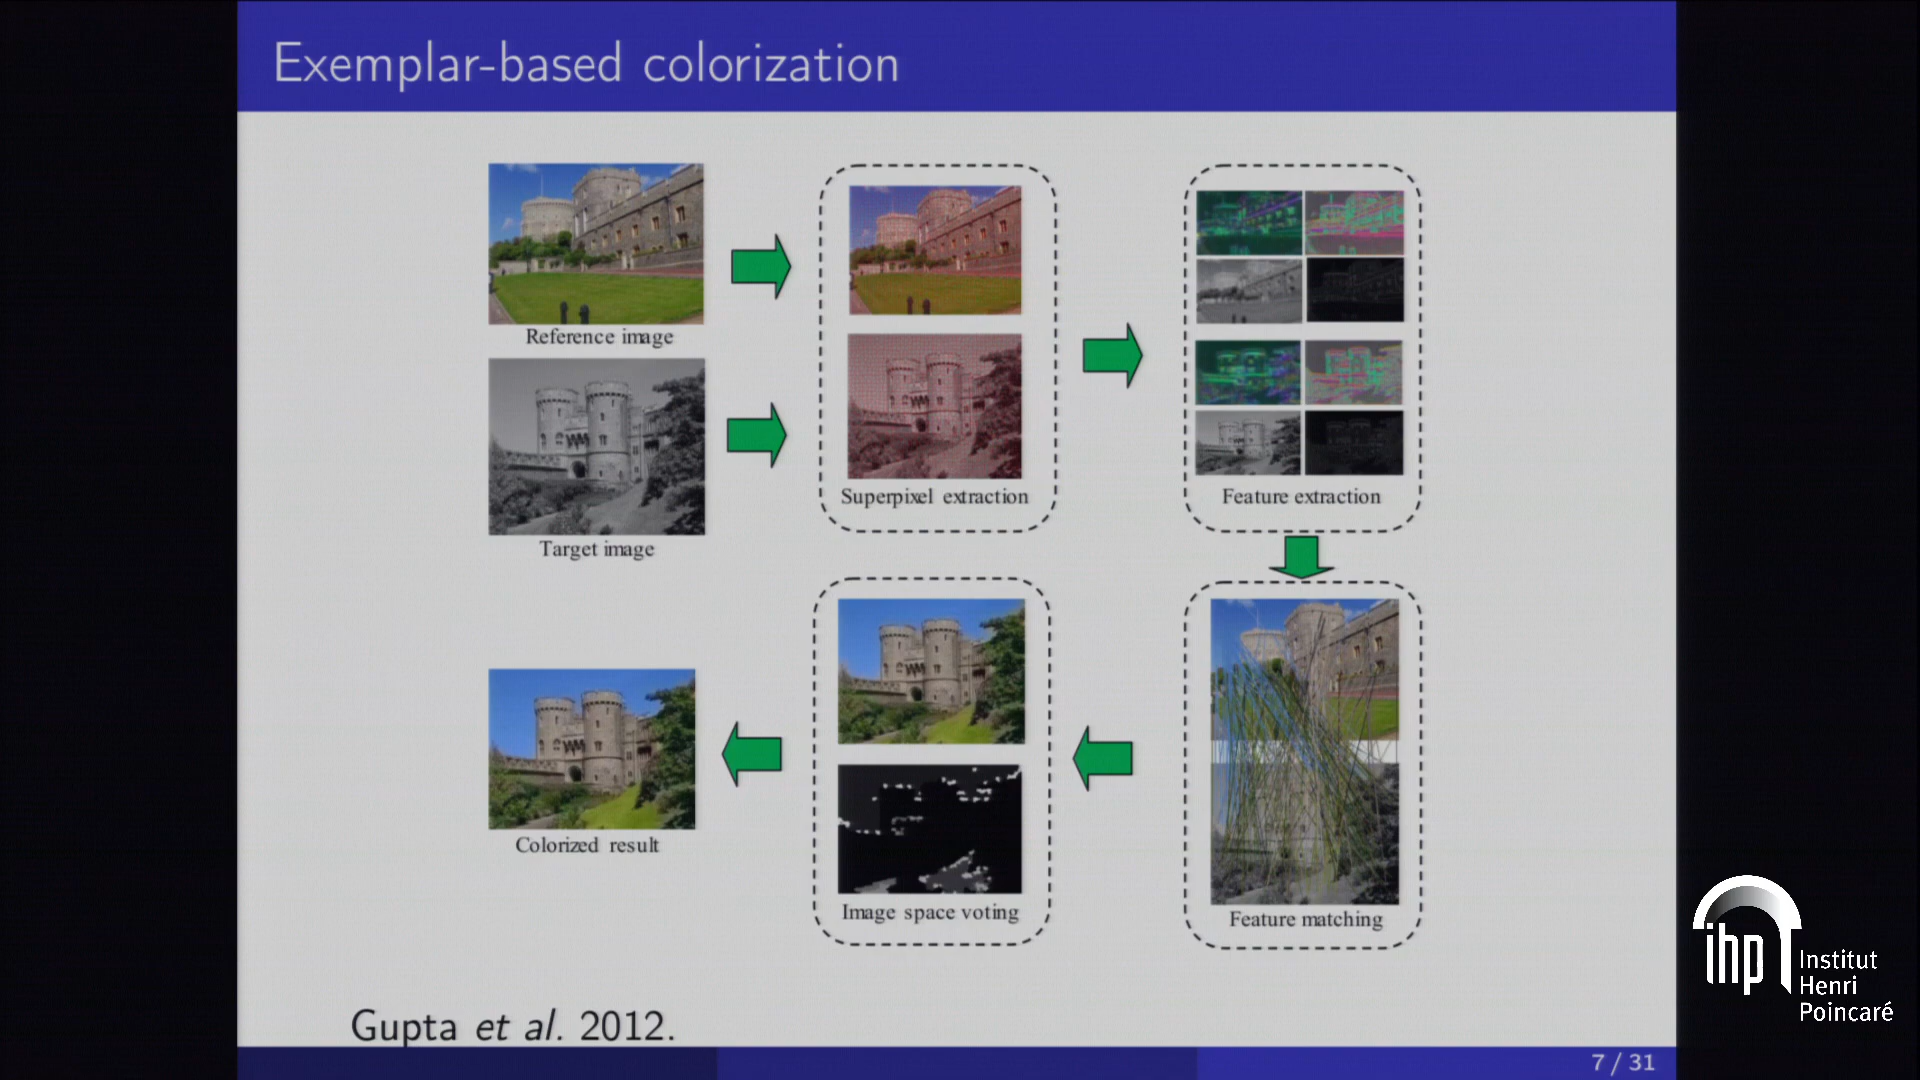 Exemplar-based colorization
Reference image
Target image
Superpixel extraction
Feature extraction
Colorized result
Image space voting
Feature matching
Gupta et al. 2012.
7 / 31
ihp
Institut
Henri
Poincaré